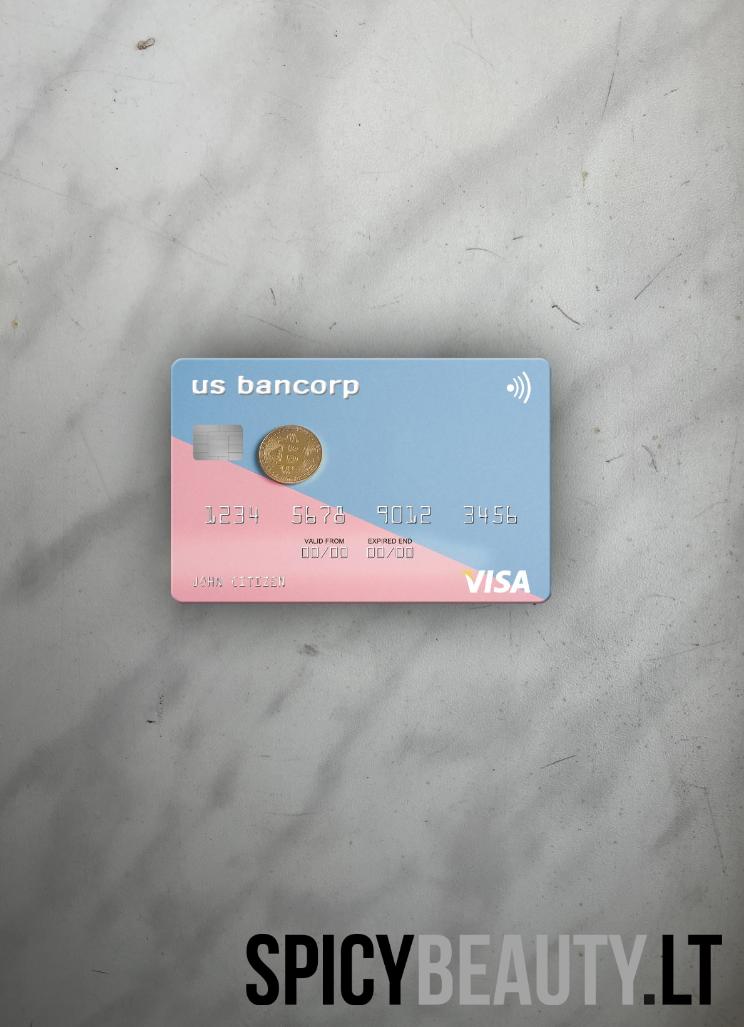 us bancorp
1234 5678 9012 3456
VALID FROM EXPIRED END
00/00 00/00
JOHN CITIZEN
VISA
SPICYBEAUTY.LT